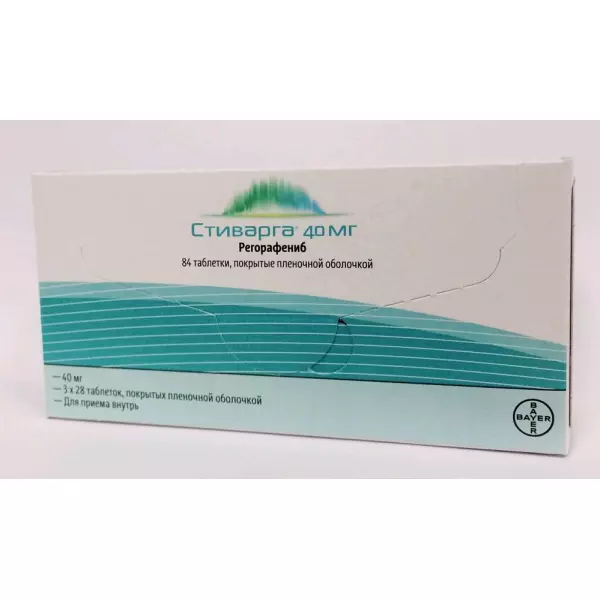 Стиварга® 40 мг
Регорафениб
84 таблетки, покрытые пленочной оболочкой
— 40 мг
— 3 x 28 таблеток, покрытых пленочной оболочкой
— Для приема внутрь
BAYER
BAYER